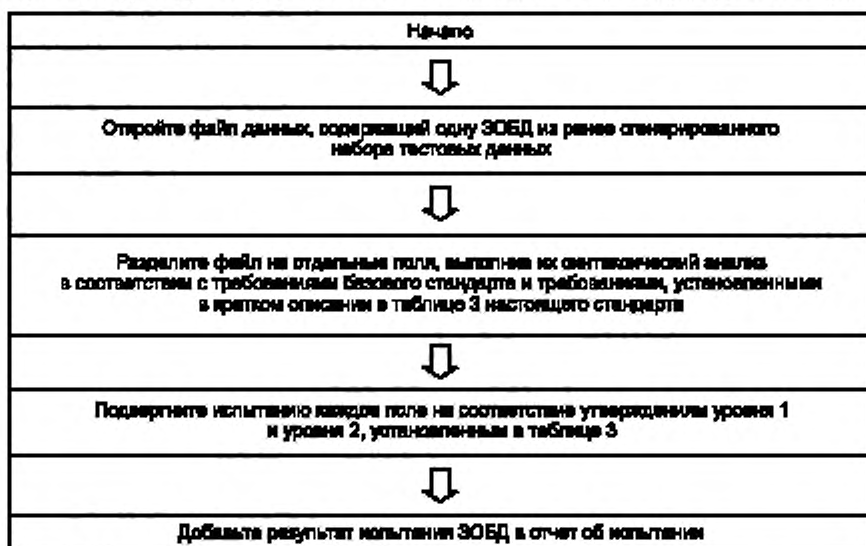 Начало
Откройте файл данных, содержащей одну ЗОБД из ранее сгенерированного
набора тестовых данных
Разделите файл на отдельные поля, выполнив их синтаксический анализ
в соответствии с требованиями базового стандарта и требованиями, установленными
в кратком описании в таблице 3 настоящего стандарта
Подвергните испытанию каждое поле на соответствие утверждениям уровня 1
и уровня 2, установленным в таблице 3
Добавьте результат испытания ЗОБД в отчет об испытании